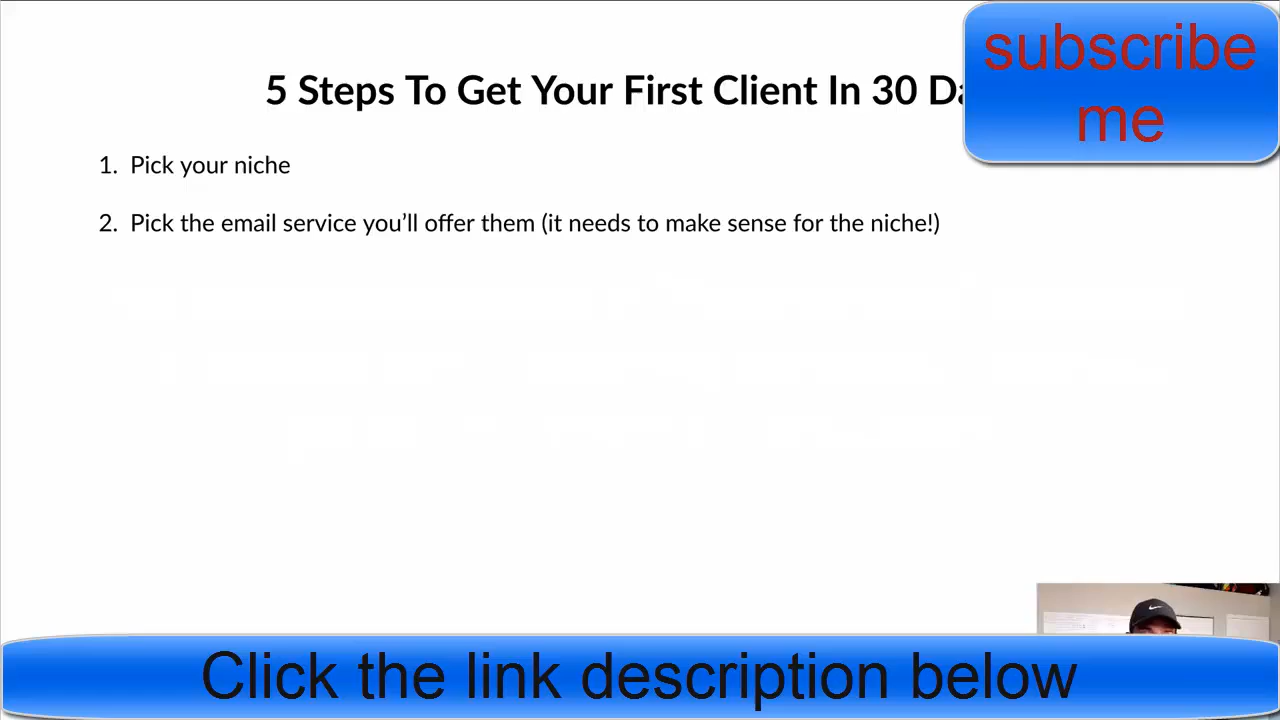 5 Steps To Get Your First Client In 30 Da
subscribe
me
1. Pick your niche
2. Pick the email service you’ll offer them (it needs to make sense for the niche!)
Click the link description below